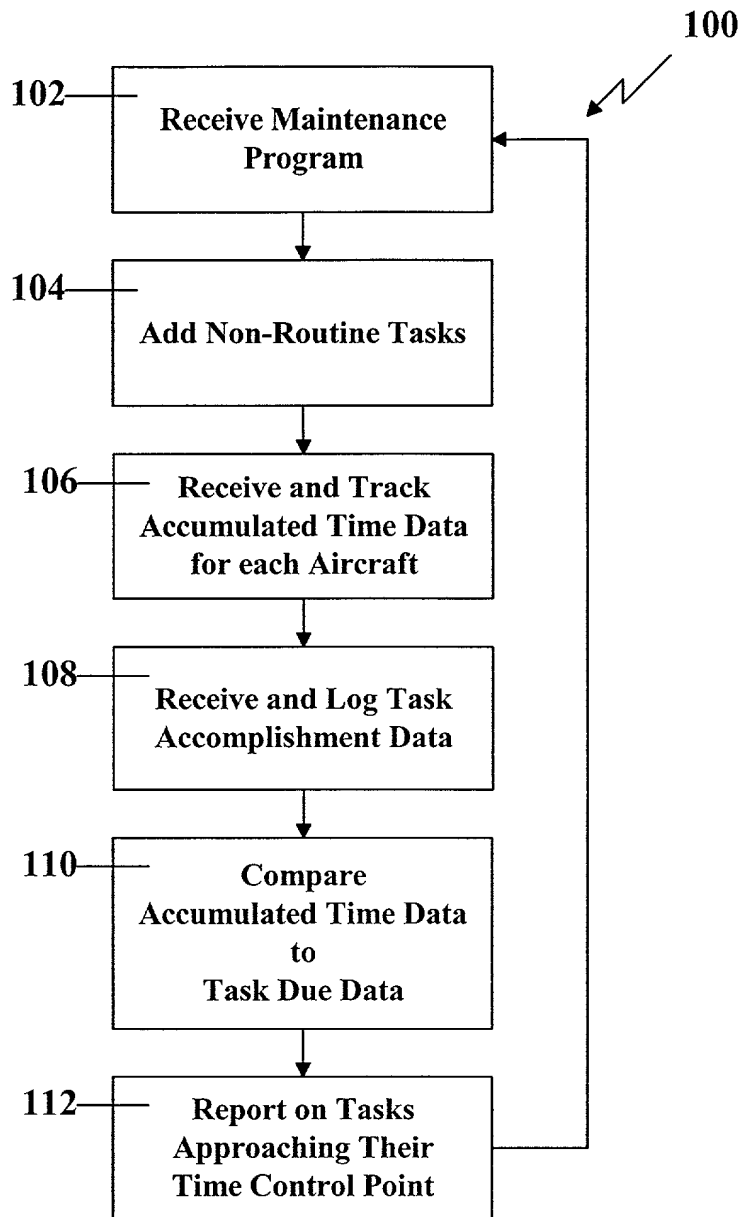 100
102
Receive Maintenance
Program
104
Add Non-Routine Tasks
106
Receive and Track
Accumulated Time Data
for each Aircraft
108
Receive and Log Task
Accomplishment Data
110
Compare
Accumulated Time Data
to
Task Due Data
112
Report on Tasks
Approaching Their
Time Control Point